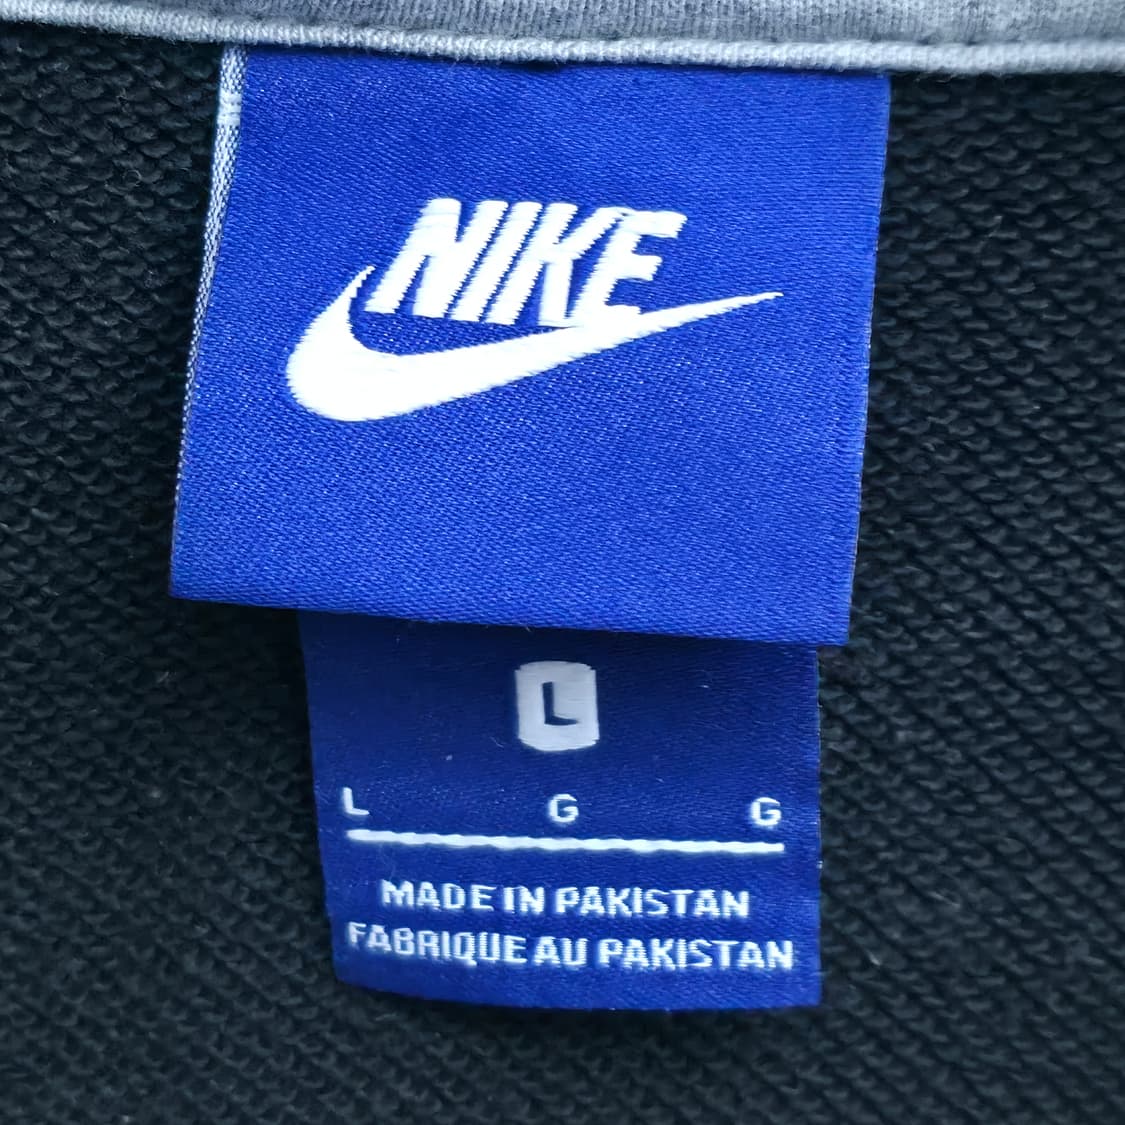 NIKE
L
L G G
MADE IN PAKISTAN
FABRIQUE AU PAKISTAN